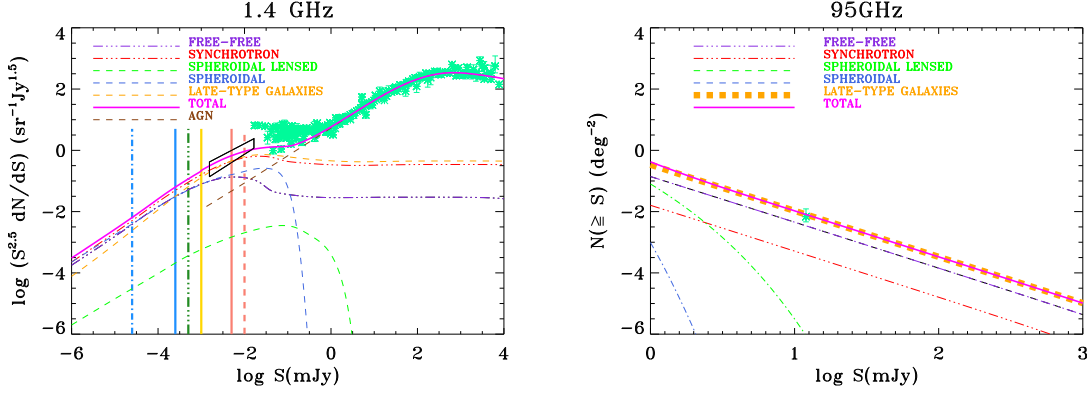 1.4 GHz
4
2
0
−2
−4
−6
log (S^2.5 dN/dS) (sr^−1 Jy^1.5)
FREE−FREE
SYNCHROTRON
SPHEROIDAL LENSED
SPHEROIDAL
LATE−TYPE GALAXIES
TOTAL
AGN
−6 −4 −2 0 2 4
log S(mJy)
95GHz
4
2
0
−2
−4
−6
N(≥ S) (deg^−2)
FREE−FREE
SYNCHROTRON
SPHEROIDAL LENSED
SPHEROIDAL
LATE−TYPE GALAXIES
TOTAL
0 1 2 3
log S(mJy)